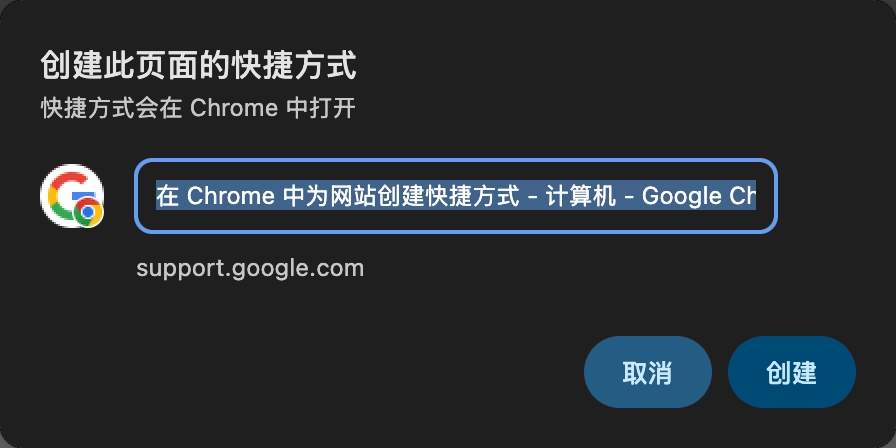 创建此页面的快捷方式
快捷方式会在 Chrome 中打开
在 Chrome 中为网站创建快捷方式 - 计算机 - Google Ch
support.google.com
取消
创建